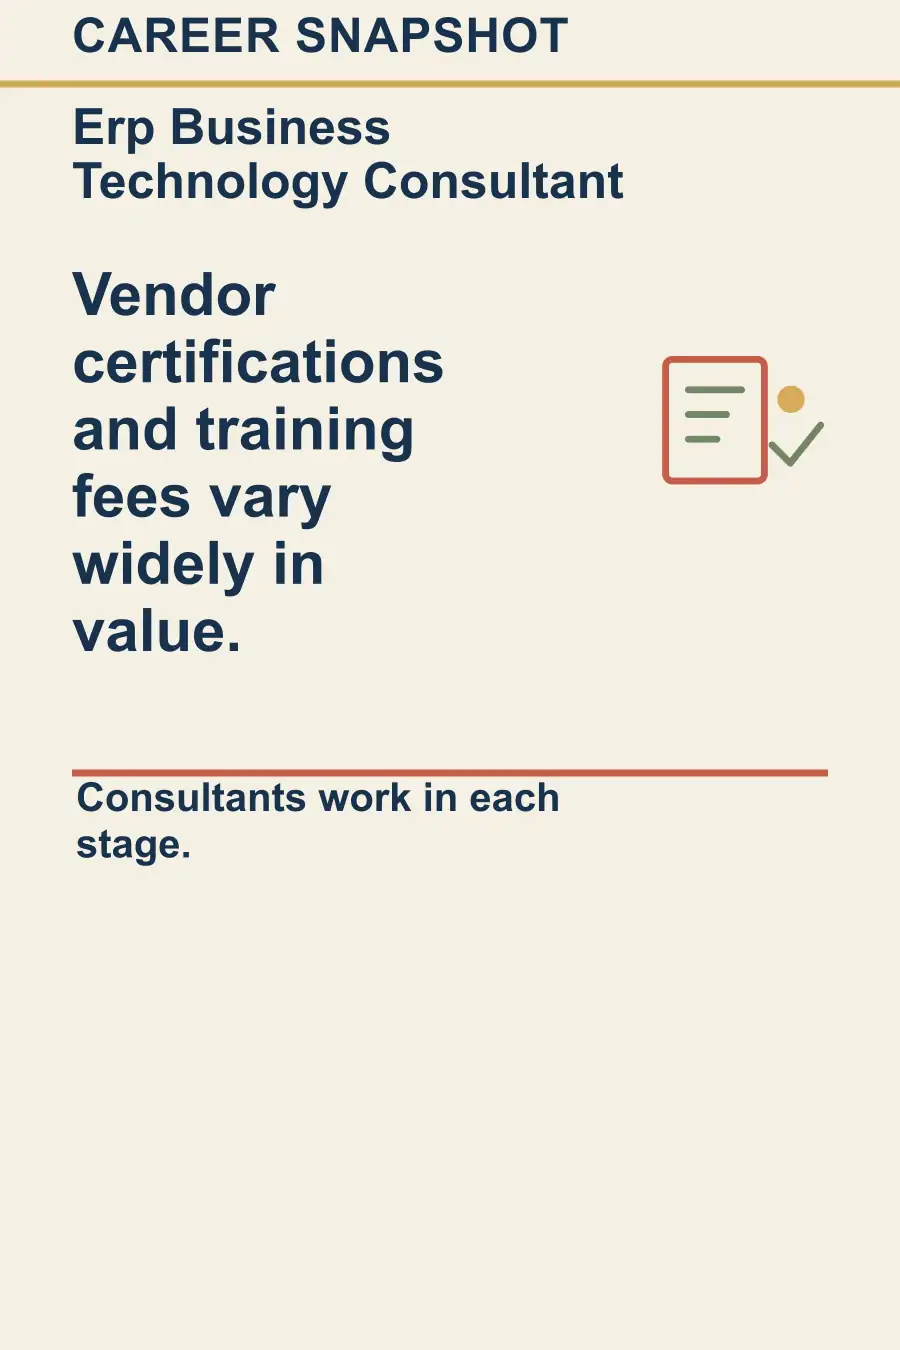 CAREER SNAPSHOT
Erp Business
Technology Consultant
Vendor
certifications
and training
fees vary
widely in
value.
Consultants work in each
stage.